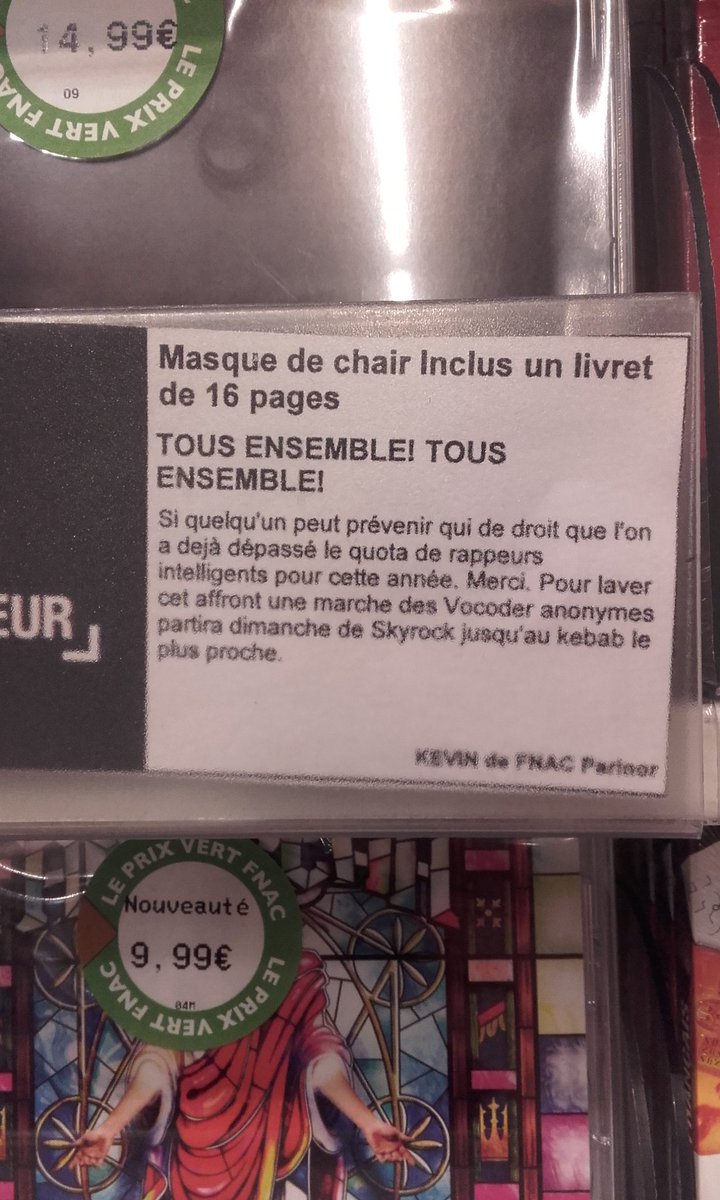 14,99€
09
LE PRIX VERT FNAC
Masque de chair Inclus un livret
de 16 pages
TOUS ENSEMBLE! TOUS
ENSEMBLE!
Si quelqu'un peut prévenir qui de droit que l'on
a dejà dépassé le quota de rappeurs
intelligents pour cette année. Merci. Pour laver
cet affront une marche des Vocoder anonymes
partira dimanche de Skyrock jusqu'au kebab le
plus proche.
EUR
KEVIN de FNAC Parinor
LE PRIX VERT FNAC
Nouveauté
9,99€
04M
LE PRIX VERT FNAC